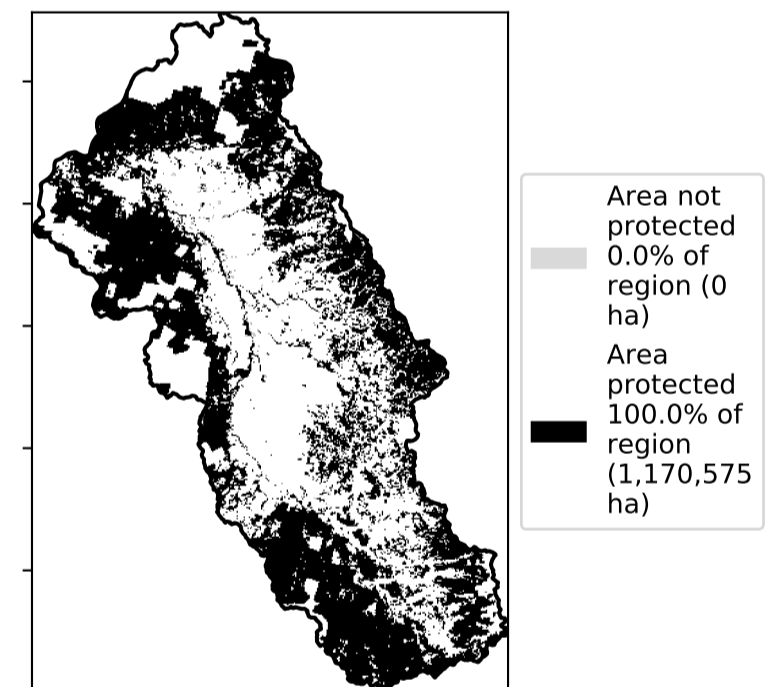 Area not
protected
0.0% of
region (0
ha)
Area
protected
100.0% of
region
(1,170,575
ha)